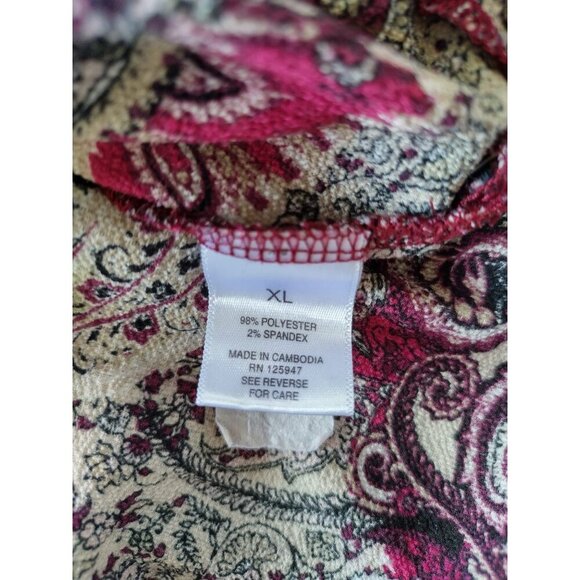 XL
98% POLYESTER
2% SPANDEX
MADE IN CAMBODIA
RN 125947
SEE REVERSE
FOR CARE